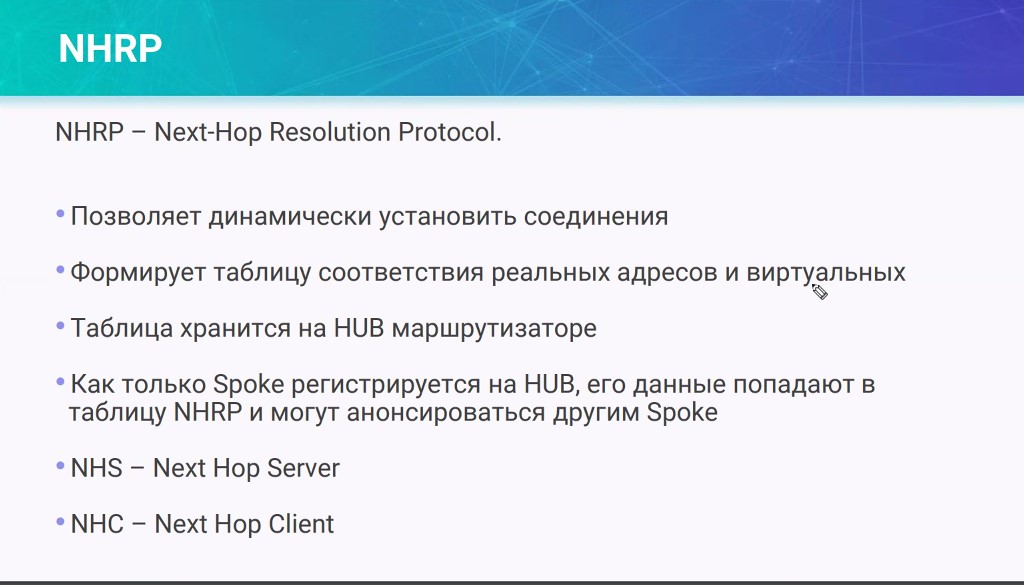 NHRP
NHRP – Next-Hop Resolution Protocol.
• Позволяет динамически установить соединения
• Формирует таблицу соответствия реальных адресов и виртуальных
• Таблица хранится на HUB маршрутизаторе
• Как только Spoke регистрируется на HUB, его данные попадают в
таблицу NHRP и могут анонсироваться другим Spoke
• NHS – Next Hop Server
• NHC – Next Hop Client